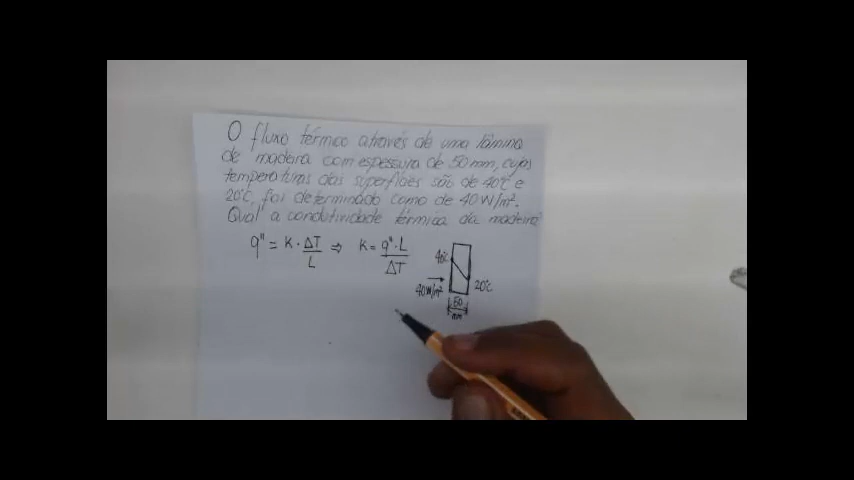 O fluxo térmico através de uma lâmina
de madeira com espessura de 50 mm, cujas
temperaturas das superfícies são de 40°C e
20°C, foi determinado como de 40 W/m².
Qual a condutividade térmica da madeira?
q" = K · ΔT/L ⇒ K = q" · L/ΔT
40°C
40 W/m²
20°C
50
mm